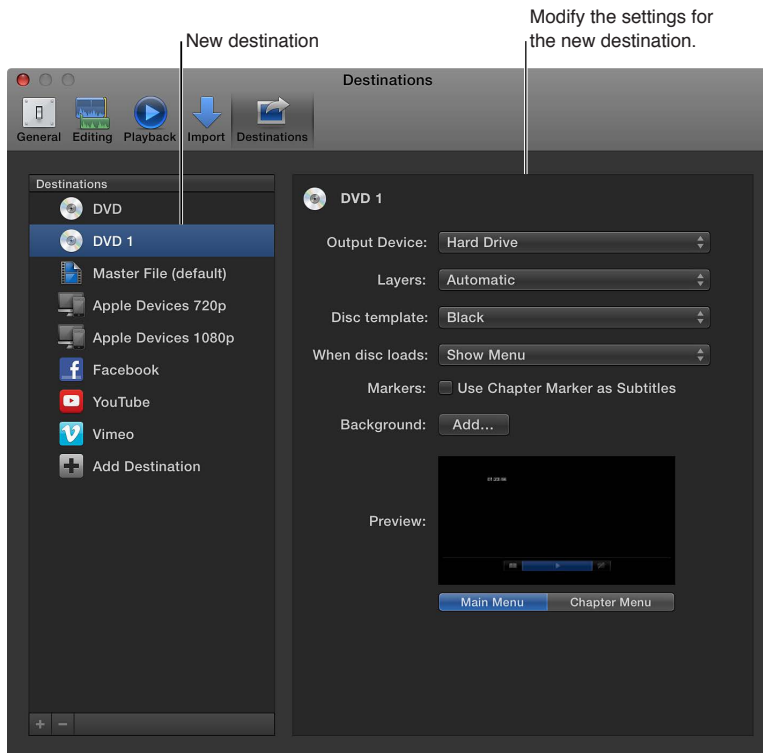 Modify the settings for
the new destination.
New destination
Destinations
General
Editing
Playback
Import
Destinations
Destinations
DVD
DVD 1
Master File (default)
Apple Devices 720p
Apple Devices 1080p
Facebook
YouTube
Vimeo
Add Destination
DVD 1
Output Device: Hard Drive
Layers: Automatic
Disc template: Black
When disc loads: Show Menu
Markers: Use Chapter Marker as Subtitles
Background: Add...
Preview:
Main Menu
Chapter Menu